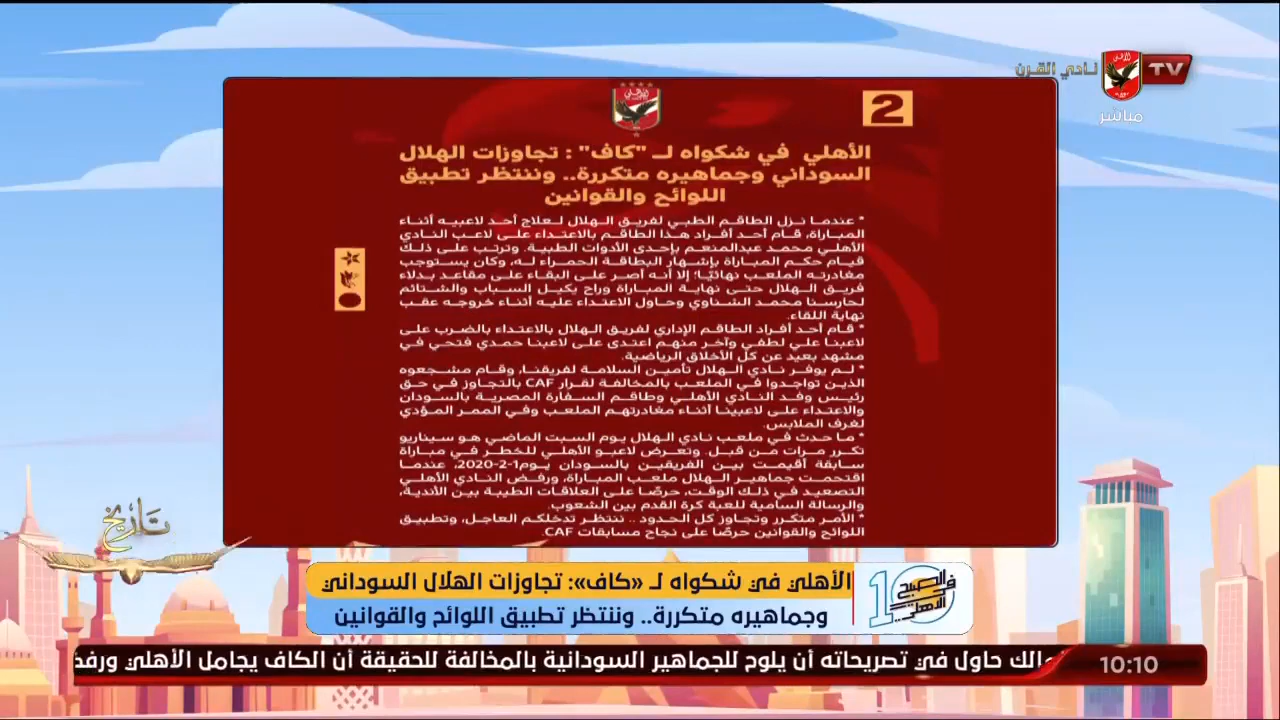 نادي القرن
TV
مباشر
2
الأهلي في شكواه لـ "كاف" : تجاوزات الهلال
السوداني وجماهيره متكررة.. وننتظر تطبيق
اللوائح والقوانين
* عندما نزل الطاقم الطبي لفريق الهلال لعلاج أحد لاعبيه أثناء
المباراة، قام أحد أفراد هذا الطاقم بالاعتداء على لاعب النادي
الأهلي محمد عبدالمنعم بإحدى الأدوات الطبية. وترتب على ذلك
قيام حكم المباراة بإشهار البطاقة الحمراء له، وكان يستوجب
مغادرته الملعب نهائيًا؛ إلا أنه أصر على البقاء على مقاعد بدلاء
فريق الهلال حتى نهاية المباراة وراح يكيل السباب والشتائم
لحارسنا محمد الشناوي وحاول الاعتداء عليه أثناء خروجه عقب
نهاية اللقاء.
* قام أحد أفراد الطاقم الإداري لفريق الهلال بالاعتداء بالضرب على
لاعبنا علي لطفي وآخر منهم اعتدى على لاعبنا حمدي فتحي في
مشهد بعيد عن كل الأخلاق الرياضية.
* لم يوفر نادي الهلال تأمين السلامة لفريقنا، وقام مشجعوه
الذين تواجدوا في الملعب بالمخالفة لقرار CAF بالتجاوز في حق
رئيس وفد النادي الأهلي وطاقم السفارة المصرية بالسودان
والاعتداء على لاعبينا أثناء مغادرتهم الملعب وفي الممر المؤدي
لغرف الملابس.
* ما حدث في ملعب نادي الهلال يوم السبت الماضي هو سيناريو
تكرر مرات من قبل. وتعرض لاعبو الأهلي للخطر في مباراة
سابقة أقيمت بين الفريقين بالسودان يوم1-2-2020، عندما
اقتحمت جماهير الهلال ملعب المباراة، ورفض النادي الأهلي
التصعيد في ذلك الوقت، حرصًا على العلاقات الطيبة بين الأندية،
والرسالة السامية للعبة كرة القدم بين الشعوب.
* الأمر متكرر وتجاوز كل الحدود .. ننتظر تدخلكم العاجل، وتطبيق
اللوائح والقوانين حرصًا على نجاح مسابقات CAF.
تاريخ
10
الصبح
في
الأهلي
الأهلي في شكواه لـ «كاف»: تجاوزات الهلال السوداني
وجماهيره متكررة.. وننتظر تطبيق اللوائح والقوانين
10:10
حاول في تصريحاته أن يلوح للجماهير السودانية بالمخالفة للحقيقة أن الكاف يجامل الأهلي